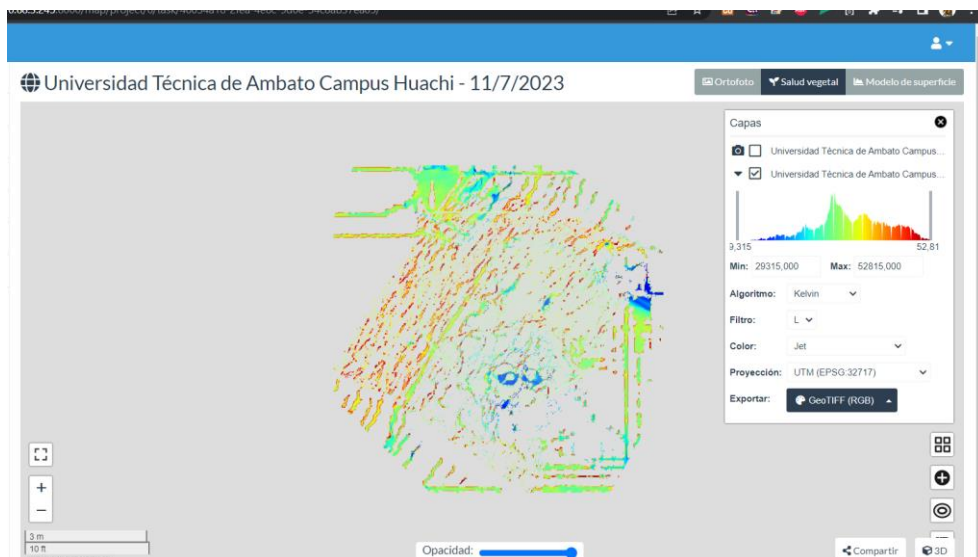 Universidad Técnica de Ambato Campus Huachi - 11/7/2023
Ortofoto
Salud vegetal
Modelo de superficie
Capas
Universidad Técnica de Ambato Campus...
Universidad Técnica de Ambato Campus...
9,315
52,81
Min: 29315,000 Max: 52815,000
Algoritmo: Kelvin
Filtro: L
Color: Jet
Proyección: UTM (EPSG:32717)
Exportar: GeoTIFF (RGB)
+
−
3 m
10 ft
Opacidad:
Compartir
3D